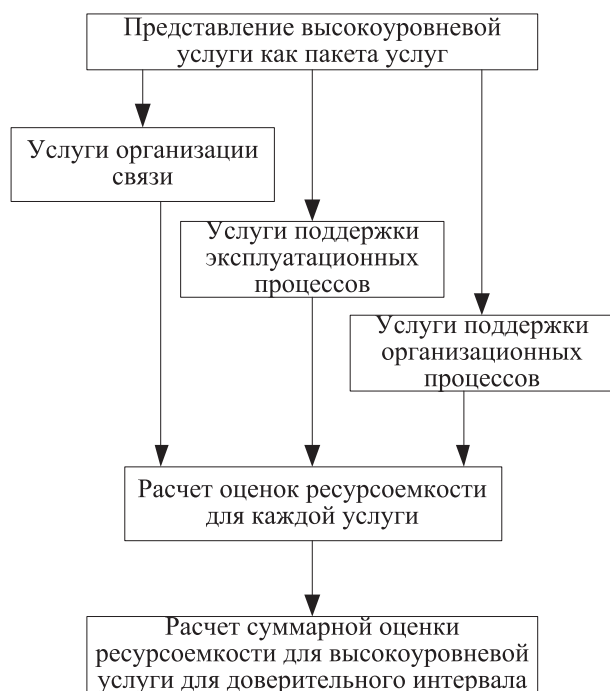 Представление высокоуровневой
услуги как пакета услуг
Услуги организации
связи
Услуги поддержки
эксплуатационных
процессов
Услуги поддержки
организационных
процессов
Расчет оценок ресурсоемкости
для каждой услуги
Расчет суммарной оценки
ресурсоемкости для высокоуровневой
услуги для доверительного интервала